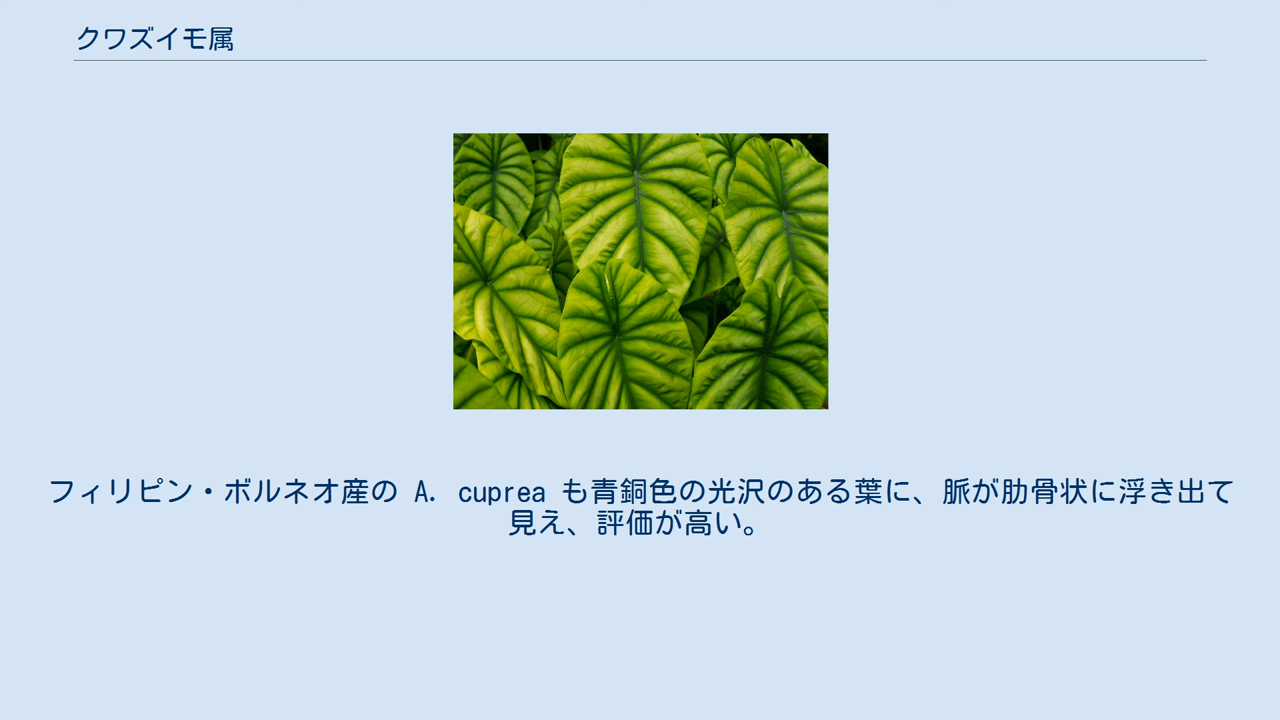 クワズイモ属
フィリピン・ボルネオ産の A. cuprea も青銅色の光沢のある葉に、脈が肋骨状に浮き出て
見え、評価が高い。